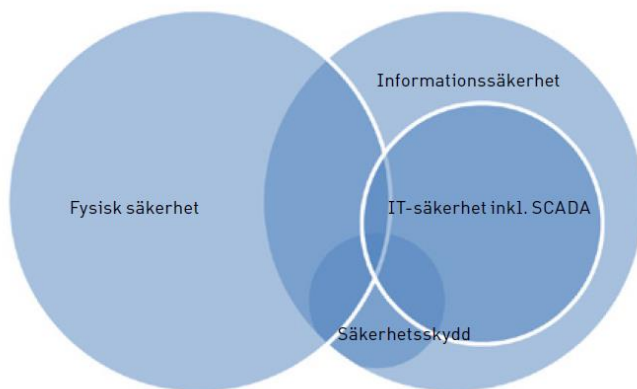 Informationssäkerhet
Fysisk säkerhet
IT-säkerhet inkl. SCADA
Säkerhetsskydd